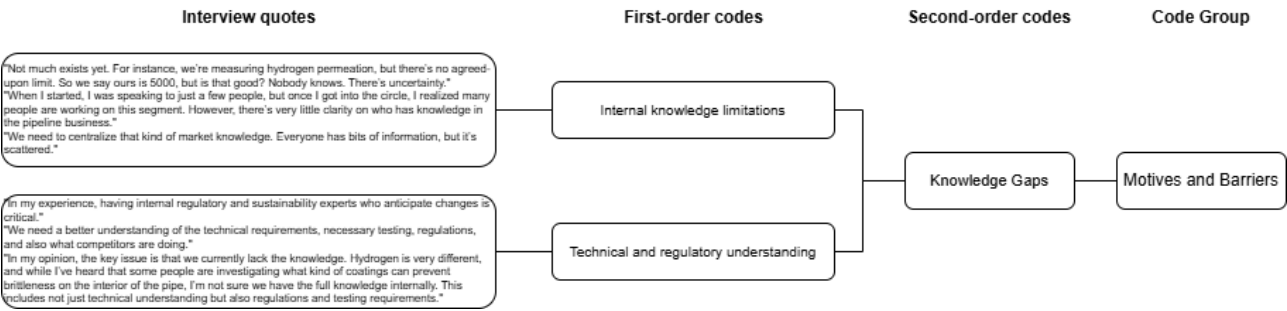 Interview quotes
First-order codes
Second-order codes
Code Group
"Not much exists yet. For instance, we're measuring hydrogen permeation, but there's no agreed-
upon limit. So we say ours is 5000, but is that good? Nobody knows. There's uncertainty."
"When I started, I was speaking to just a few people, but once I got into the circle, I realized many
people are working on this segment. However, there's very little clarity on who has knowledge in
the pipeline business."
"We need to centralize that kind of market knowledge. Everyone has bits of information, but it's
scattered."
Internal knowledge limitations
"In my experience, having internal regulatory and sustainability experts who anticipate changes is
critical."
"We need a better understanding of the technical requirements, necessary testing, regulations,
and also what competitors are doing."
"In my opinion, the key issue is that we currently lack the knowledge. Hydrogen is very different,
and while I've heard that some people are investigating what kind of coatings can prevent
brittleness on the interior of the pipe, I'm not sure we have the full knowledge internally. This
includes not just technical understanding but also regulations and testing requirements."
Technical and regulatory understanding
Knowledge Gaps
Motives and Barriers